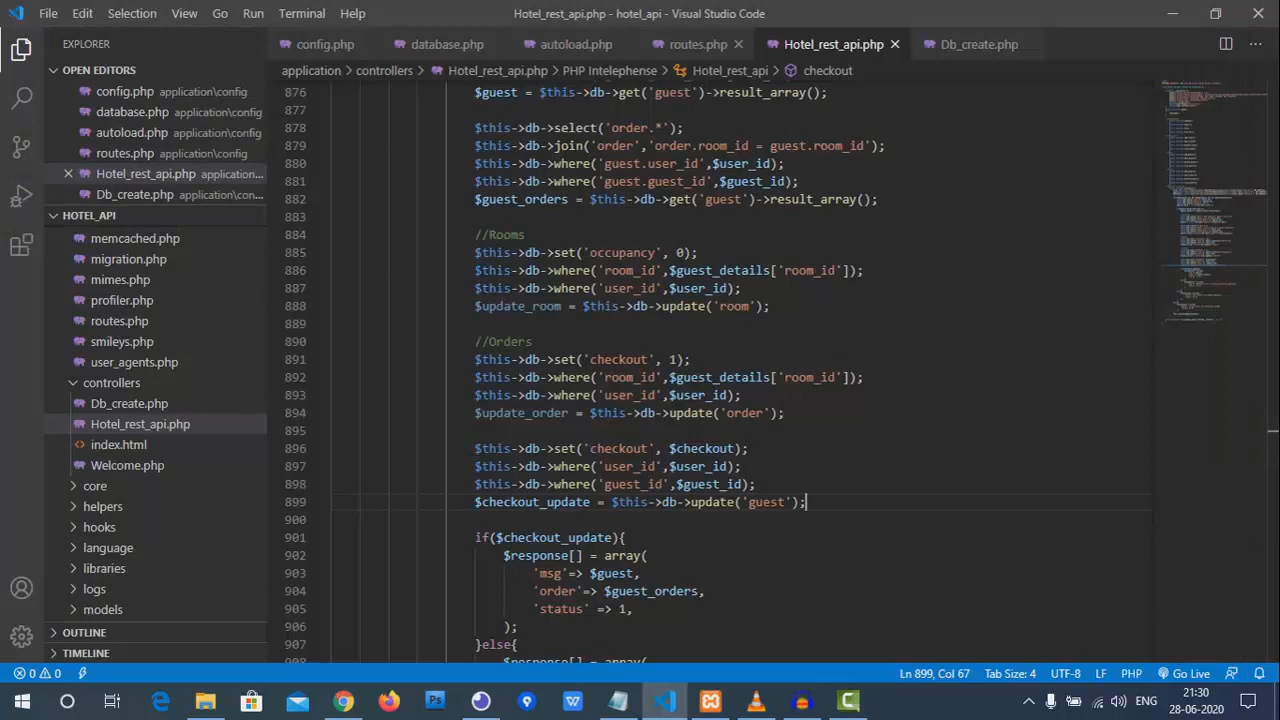 File Edit Selection View Go Run Terminal Help
Hotel_rest_api.php - hotel_api - Visual Studio Code
EXPLORER
OPEN EDITORS
config.php application\config
database.php application\config
autoload.php application\config
routes.php application\config
Hotel_rest_api.php application...
Db_create.php application\con...
HOTEL_API
memcached.php
migration.php
mimes.php
profiler.php
routes.php
smileys.php
user_agents.php
controllers
Db_create.php
Hotel_rest_api.php
index.html
Welcome.php
core
helpers
hooks
language
libraries
logs
models
OUTLINE
TIMELINE
config.php database.php autoload.php routes.php Hotel_rest_api.php Db_create.php
application > controllers > Hotel_rest_api.php > PHP Intelephense > Hotel_rest_api > checkout
876 $guest = $this->db->get('guest')->result_array();
877
878 $this->db->select('order.*');
879 $this->db->join('order','order.room_id = guest.room_id');
880 $this->db->where('guest.user_id',$user_id);
881 $this->db->where('guest.guest_id',$guest_id);
882 $guest_orders = $this->db->get('guest')->result_array();
883
884 //Rooms
885 $this->db->set('occupancy', 0);
886 $this->db->where('room_id',$guest_details['room_id']);
887 $this->db->where('user_id',$user_id);
888 $update_room = $this->db->update('room');
889
890 //Orders
891 $this->db->set('checkout', 1);
892 $this->db->where('room_id',$guest_details['room_id']);
893 $this->db->where('user_id',$user_id);
894 $update_order = $this->db->update('order');
895
896 $this->db->set('checkout', $checkout);
897 $this->db->where('user_id',$user_id);
898 $this->db->where('guest_id',$guest_id);
899 $checkout_update = $this->db->update('guest');
900
901 if($checkout_update){
902 $response[] = array(
903 'msg'=> $guest,
904 'order'=> $guest_orders,
905 'status' => 1,
906 );
907 }else{
908 $response[] = array(
0 0 Ln 899, Col 67 Tab Size: 4 UTF-8 LF PHP Go Live
ENG 21:30
28-06-2020